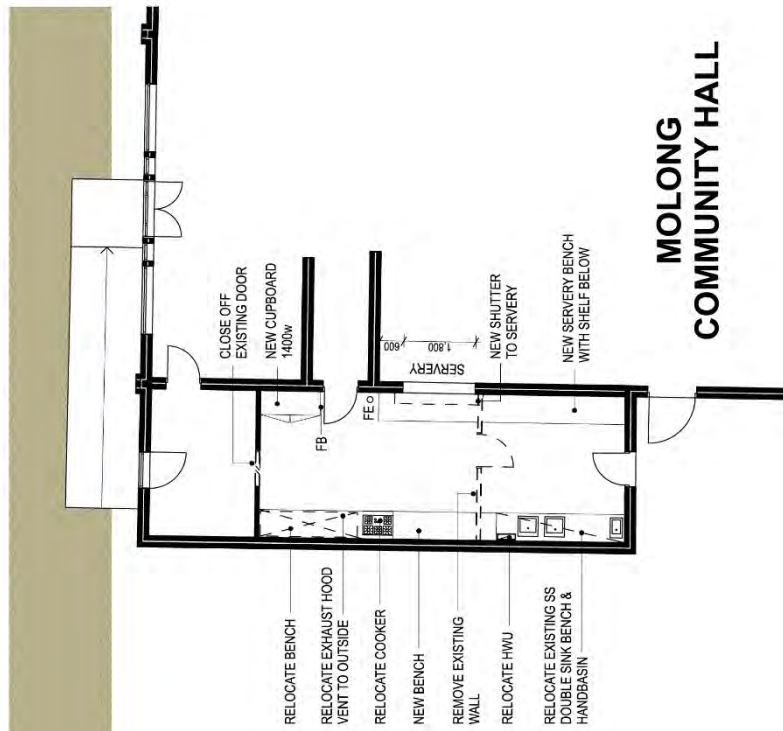 MOLONG
COMMUNITY HALL
CLOSE OFF
EXISTING DOOR
NEW CUPBOARD
1400w
FB
FE
600
1,800
SERVERY
NEW SHUTTER
TO SERVERY
NEW SERVERY BENCH
WITH SHELF BELOW
RELOCATE BENCH
RELOCATE EXHAUST HOOD
VENT TO OUTSIDE
RELOCATE COOKER
NEW BENCH
REMOVE EXISTING
WALL
RELOCATE HWU
RELOCATE EXISTING SS
DOUBLE SINK BENCH &
HANDBASIN